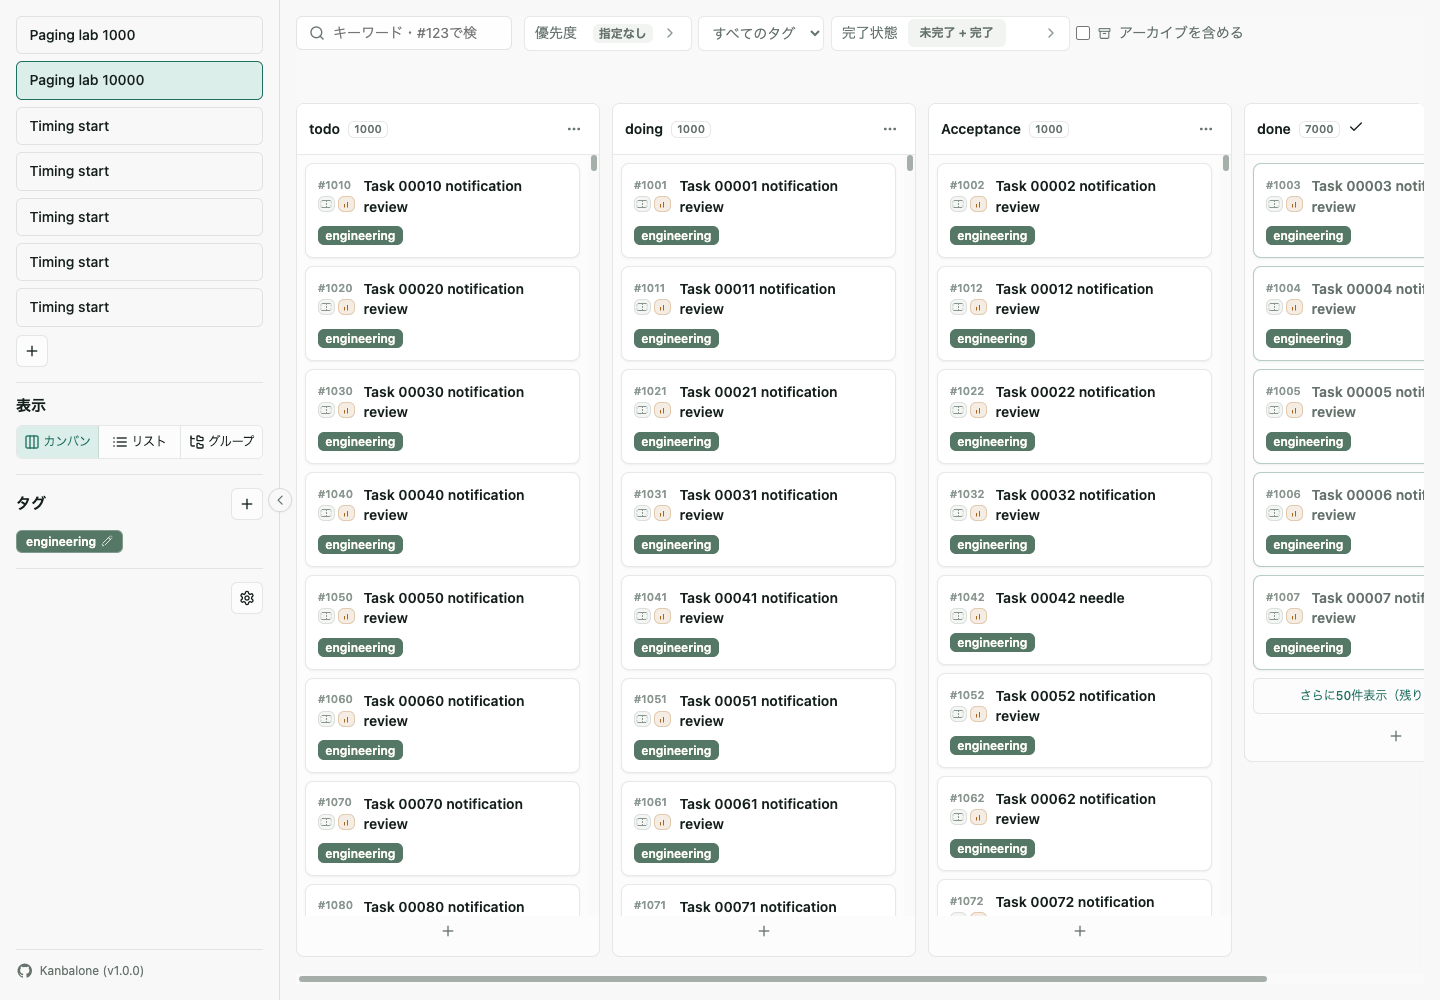 Paging lab 1000
Paging lab 10000
Timing start
Timing start
Timing start
Timing start
Timing start
表示
カンバン
リスト
グループ
タグ
engineering
Kanbalone (v1.0.0)
キーワード・#123で検
優先度 指定なし
すべてのタグ
完了状態 未完了 + 完了
アーカイブを含める
todo 1000
#1010 Task 00010 notification
review
engineering
#1020 Task 00020 notification
review
engineering
#1030 Task 00030 notification
review
engineering
#1040 Task 00040 notification
review
engineering
#1050 Task 00050 notification
review
engineering
#1060 Task 00060 notification
review
engineering
#1070 Task 00070 notification
review
engineering
#1080 Task 00080 notification
doing 1000
#1001 Task 00001 notification
review
engineering
#1011 Task 00011 notification
review
engineering
#1021 Task 00021 notification
review
engineering
#1031 Task 00031 notification
review
engineering
#1041 Task 00041 notification
review
engineering
#1051 Task 00051 notification
review
engineering
#1061 Task 00061 notification
review
engineering
#1071 Task 00071 notification
Acceptance 1000
#1002 Task 00002 notification
review
engineering
#1012 Task 00012 notification
review
engineering
#1022 Task 00022 notification
review
engineering
#1032 Task 00032 notification
review
engineering
#1042 Task 00042 needle
engineering
#1052 Task 00052 notification
review
engineering
#1062 Task 00062 notification
review
engineering
#1072 Task 00072 notification
done 7000
#1003 Task 00003 notif
review
engineering
#1004 Task 00004 notif
review
engineering
#1005 Task 00005 notif
review
engineering
#1006 Task 00006 notif
review
engineering
#1007 Task 00007 notif
review
engineering
さらに50件表示（残り